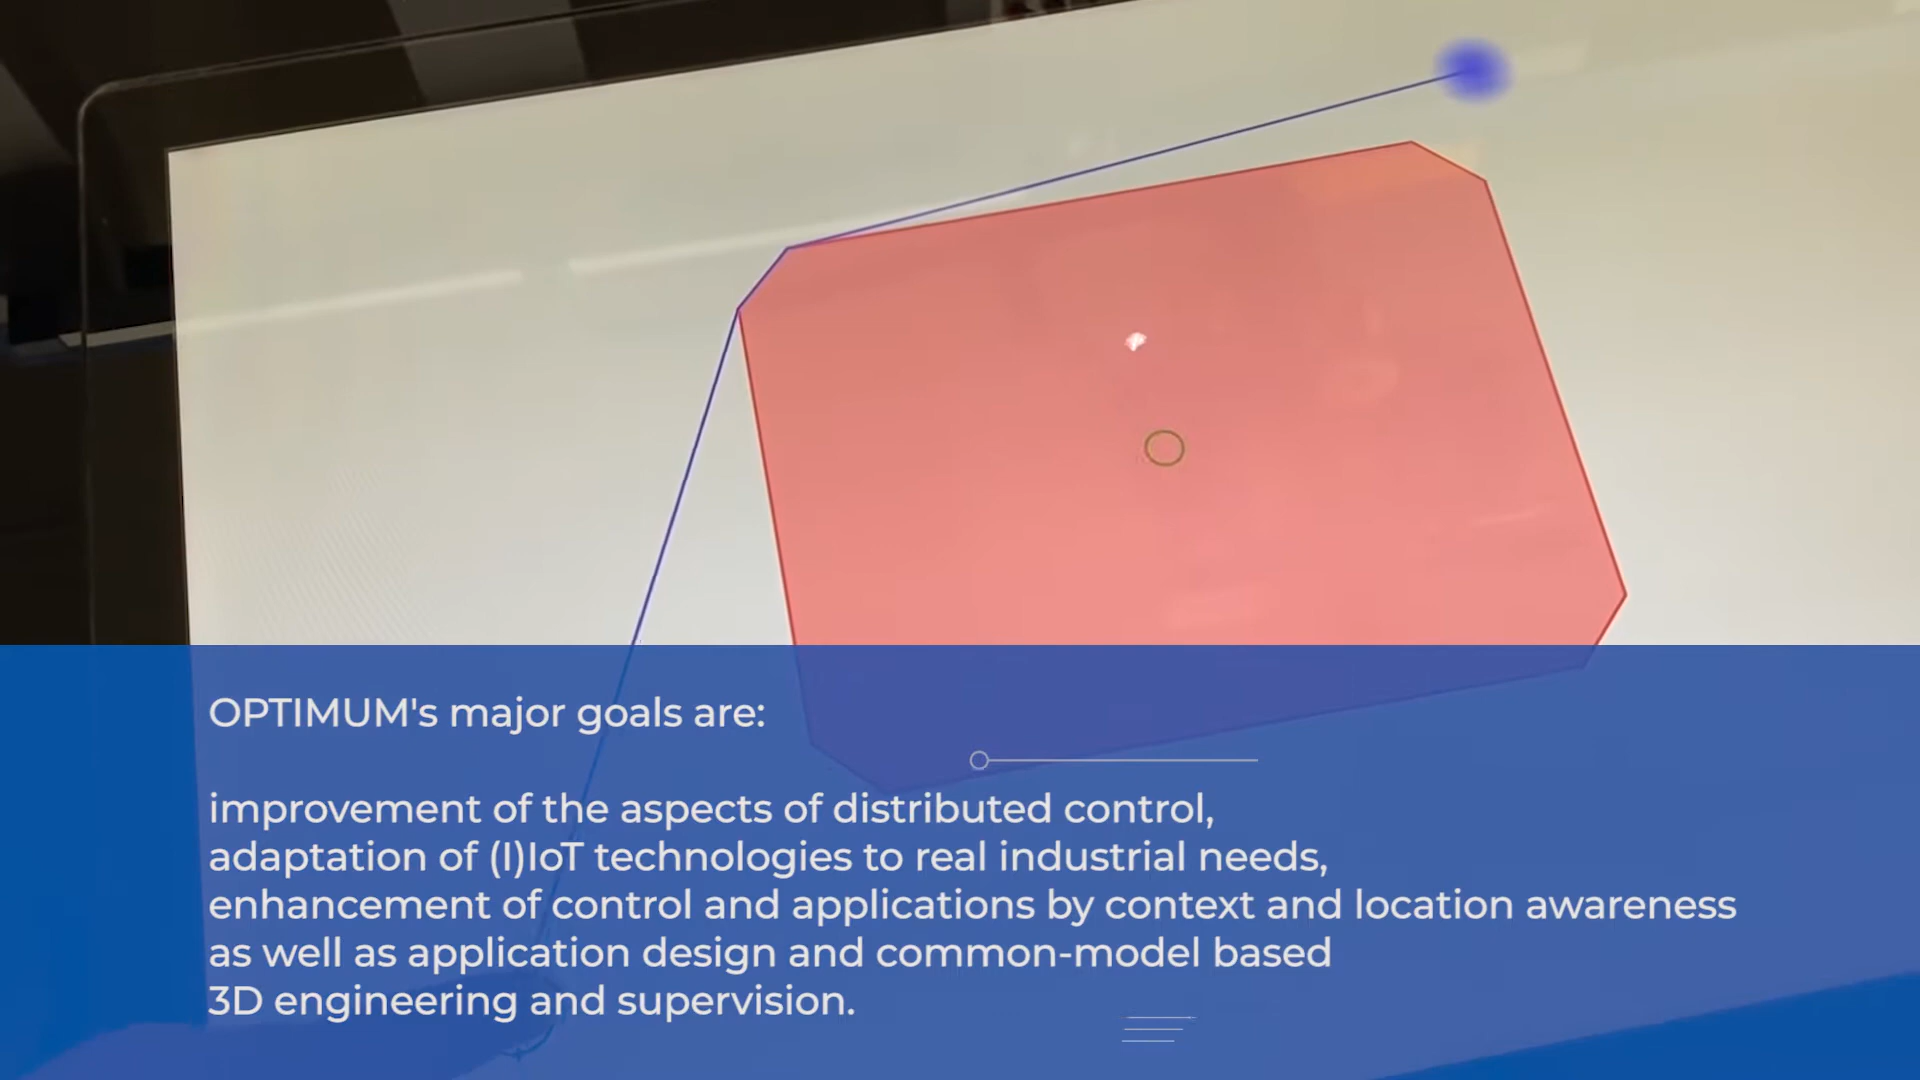 OPTIMUM's major goals are:
improvement of the aspects of distributed control,
adaptation of (I)IoT technologies to real industrial needs,
enhancement of control and applications by context and location awareness
as well as application design and common-model based
3D engineering and supervision.